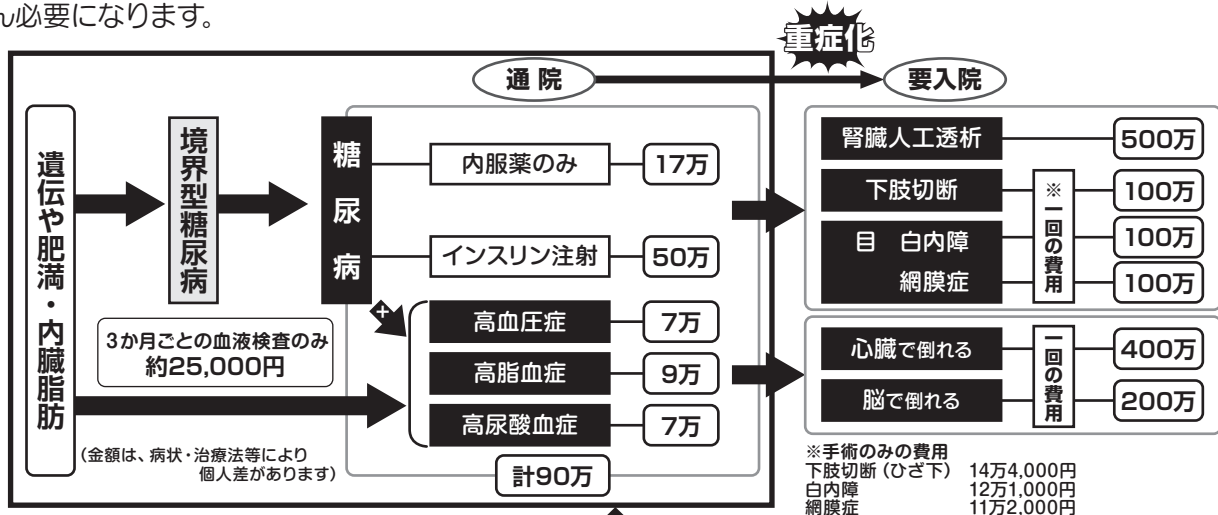 ん必要になります。
重症化
通院
要入院
遺伝や肥満・内臓脂肪
境界型糖尿病
糖尿病
内服薬のみ
17万
インスリン注射
50万
+
高血圧症
7万
高脂血症
9万
高尿酸血症
7万
計90万
3か月ごとの血液検査のみ
約25,000円
(金額は、病状・治療法等により
個人差があります)
腎臓人工透析
500万
下肢切断
100万
目 白内障
100万
網膜症
100万
※一回の費用
心臓で倒れる
400万
脳で倒れる
200万
一回の費用
※手術のみの費用
下肢切断(ひざ下) 14万4,000円
白内障 12万1,000円
網膜症 11万2,000円